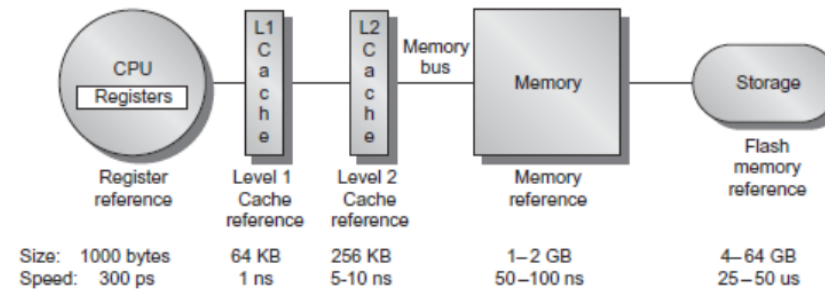 CPU
Registers
L1
C
a
c
h
e
L2
C
a
c
h
e
Memory
bus
Memory
Storage
Register
reference
Level 1
Cache
reference
Level 2
Cache
reference
Memory
reference
Flash
memory
reference
Size: 1000 bytes 64 KB 256 KB 1–2 GB 4–64 GB
Speed: 300 ps 1 ns 5-10 ns 50–100 ns 25–50 us